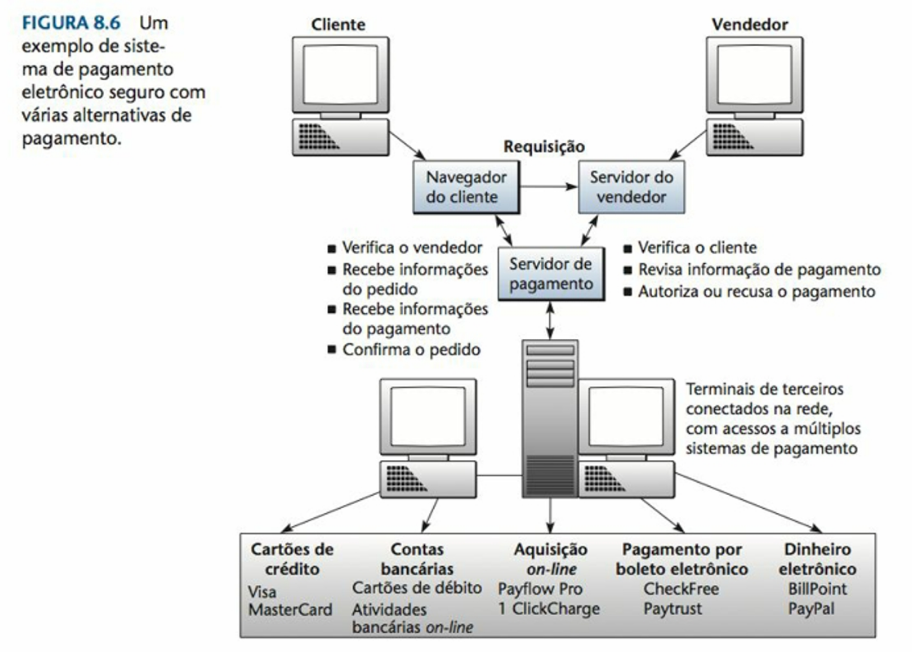 FIGURA 8.6 Um
exemplo de siste-
ma de pagamento
eletrônico seguro com
várias alternativas de
pagamento.
Cliente
Vendedor
Requisição
Navegador
do cliente
Servidor do
vendedor
Servidor de
pagamento
■ Verifica o vendedor
■ Recebe informações
do pedido
■ Recebe informações
do pagamento
■ Confirma o pedido
■ Verifica o cliente
■ Revisa informação de pagamento
■ Autoriza ou recusa o pagamento
Terminais de terceiros
conectados na rede,
com acessos a múltiplos
sistemas de pagamento
Cartões de
crédito
Visa
MasterCard
Contas
bancárias
Cartões de débito
Atividades
bancárias on-line
Aquisição
on-line
Payflow Pro
1 ClickCharge
Pagamento por
boleto eletrônico
CheckFree
Paytrust
Dinheiro
eletrônico
BillPoint
PayPal